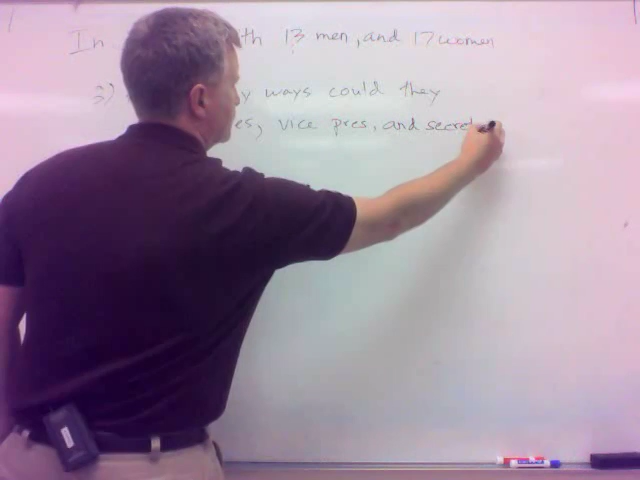 In th 13 men, and 17 women
3) y ways could they
es, vice pres, and secret